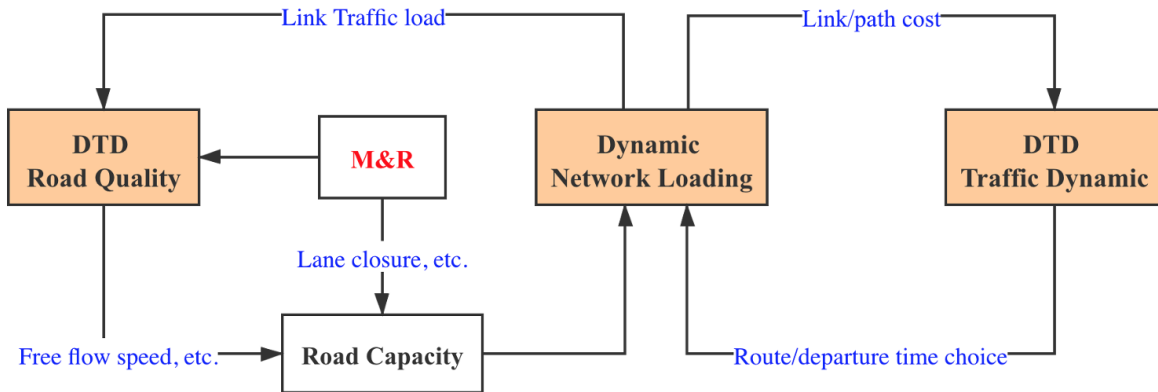 Link Traffic load
Link/path cost
DTD
Road Quality
M&R
Dynamic
Network Loading
DTD
Traffic Dynamic
Lane closure, etc.
Free flow speed, etc.
Road Capacity
Route/departure time choice